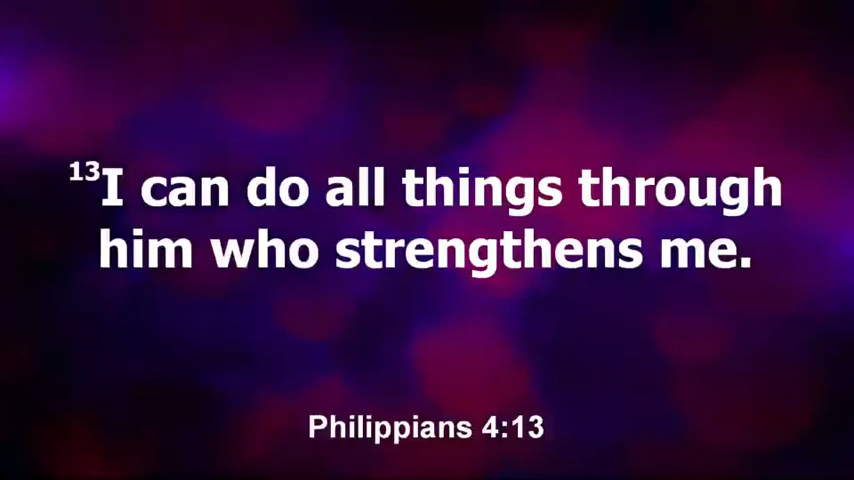 ¹³I can do all things through
him who strengthens me.
Philippians 4:13